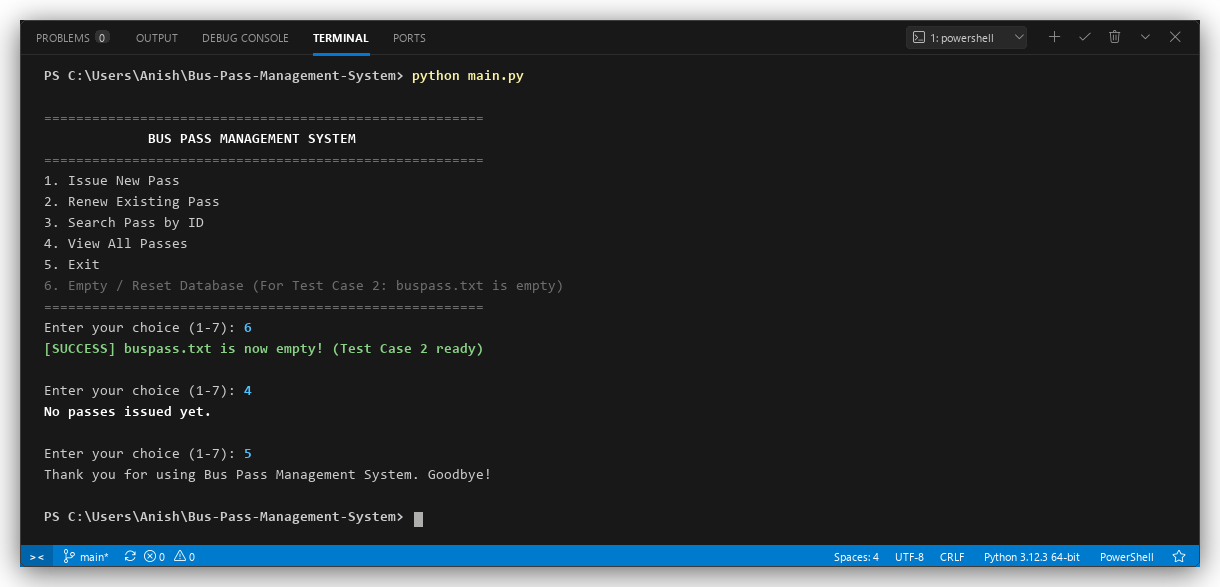 PROBLEMS 0 OUTPUT DEBUG CONSOLE TERMINAL PORTS 1: powershell
PS C:\Users\Anish\Bus-Pass-Management-System> python main.py
=======================================================
BUS PASS MANAGEMENT SYSTEM
=======================================================
1. Issue New Pass
2. Renew Existing Pass
3. Search Pass by ID
4. View All Passes
5. Exit
6. Empty / Reset Database (For Test Case 2: buspass.txt is empty)
=======================================================
Enter your choice (1-7): 6
[SUCCESS] buspass.txt is now empty! (Test Case 2 ready)
Enter your choice (1-7): 4
No passes issued yet.
Enter your choice (1-7): 5
Thank you for using Bus Pass Management System. Goodbye!
PS C:\Users\Anish\Bus-Pass-Management-System>
>< main* 0 0 Spaces: 4 UTF-8 CRLF Python 3.12.3 64-bit PowerShell